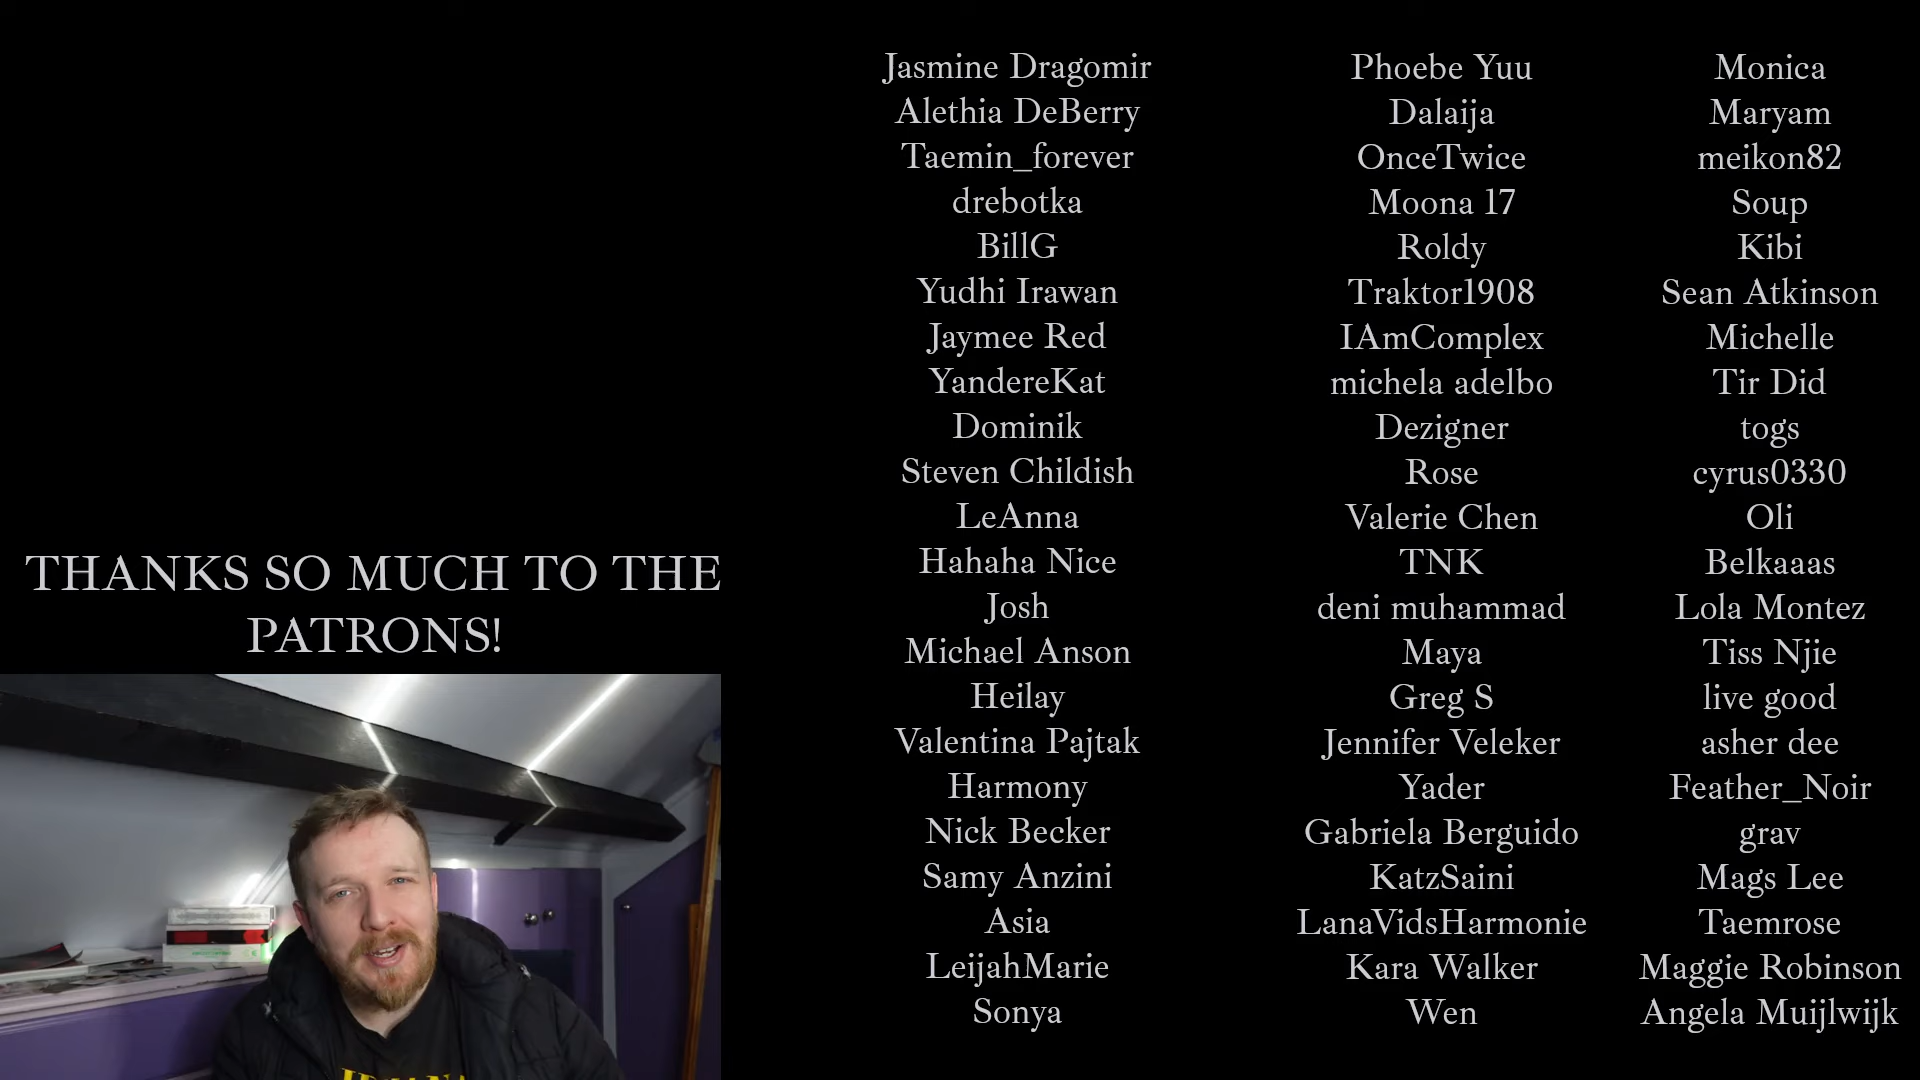 THANKS SO MUCH TO THE
PATRONS!
Jasmine Dragomir
Alethia DeBerry
Taemin_forever
drebotka
BillG
Yudhi Irawan
Jaymee Red
YandereKat
Dominik
Steven Childish
LeAnna
Hahaha Nice
Josh
Michael Anson
Heilay
Valentina Pajtak
Harmony
Nick Becker
Samy Anzini
Asia
LeijahMarie
Sonya
Phoebe Yuu
Dalaija
OnceTwice
Moona 17
Roldy
Traktor1908
IAmComplex
michela adelbo
Dezigner
Rose
Valerie Chen
TNK
deni muhammad
Maya
Greg S
Jennifer Veleker
Yader
Gabriela Berguido
KatzSaini
LanaVidsHarmonie
Kara Walker
Wen
Monica
Maryam
meikon82
Soup
Kibi
Sean Atkinson
Michelle
Tir Did
togs
cyrus0330
Oli
Belkaaas
Lola Montez
Tiss Njie
live good
asher dee
Feather_Noir
grav
Mags Lee
Taemrose
Maggie Robinson
Angela Muijlwijk